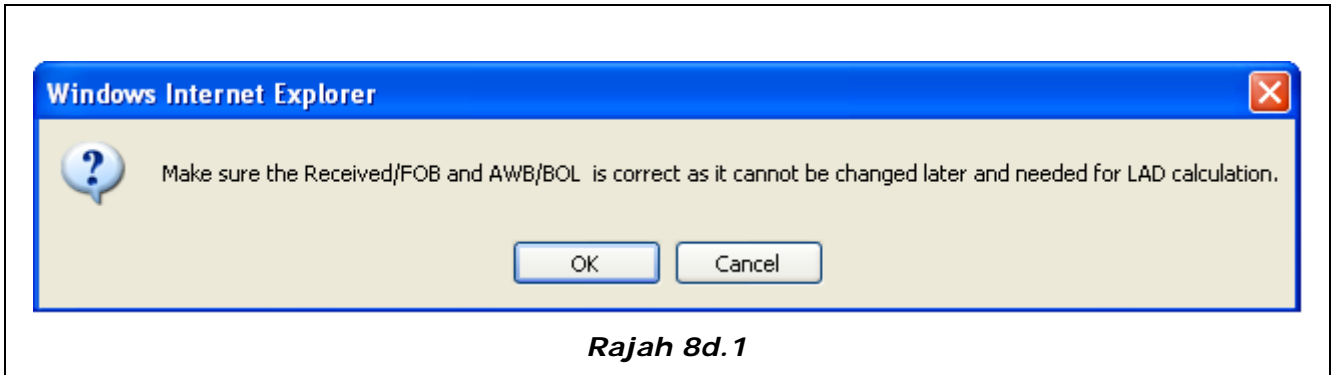 Windows Internet Explorer
Make sure the Received/FOB and AWB/BOL is correct as it cannot be changed later and needed for LAD calculation.
OK
Cancel
Rajah 8d.1